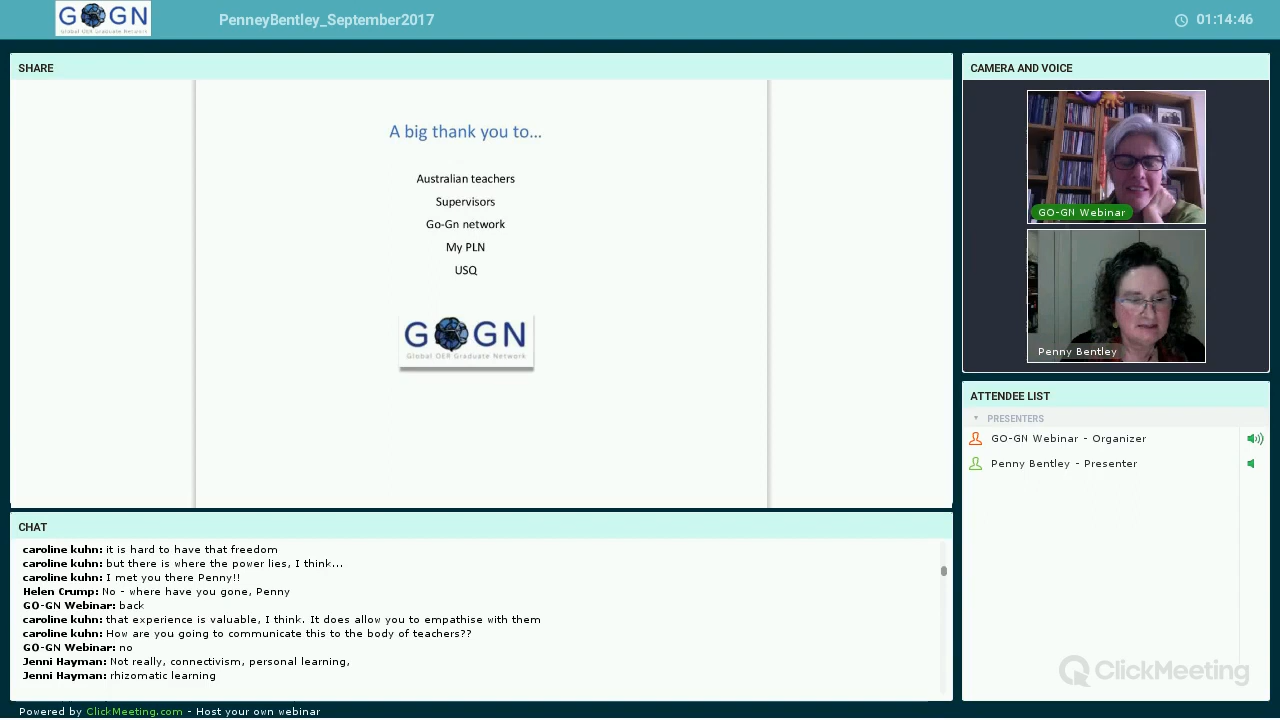 GOGN
Global OER Graduate Network
PenneyBentley_September2017
01:14:46
SHARE
A big thank you to...
Australian teachers
Supervisors
Go-Gn network
My PLN
USQ
GOGN
Global OER Graduate Network
CAMERA AND VOICE
GO-GN Webinar
Penny Bentley
ATTENDEE LIST
PRESENTERS
GO-GN Webinar - Organizer
Penny Bentley - Presenter
ClickMeeting
CHAT
caroline kuhn: it is hard to have that freedom
caroline kuhn: but there is where the power lies, I think...
caroline kuhn: I met you there Penny!!
Helen Crump: No - where have you gone, Penny
GO-GN Webinar: back
caroline kuhn: that experience is valuable, I think. It does allow you to empathise with them
caroline kuhn: How are you going to communicate this to the body of teachers??
GO-GN Webinar: no
Jenni Hayman: Not really, connectivism, personal learning,
Jenni Hayman: rhizomatic learning
Powered by ClickMeeting.com - Host your own webinar